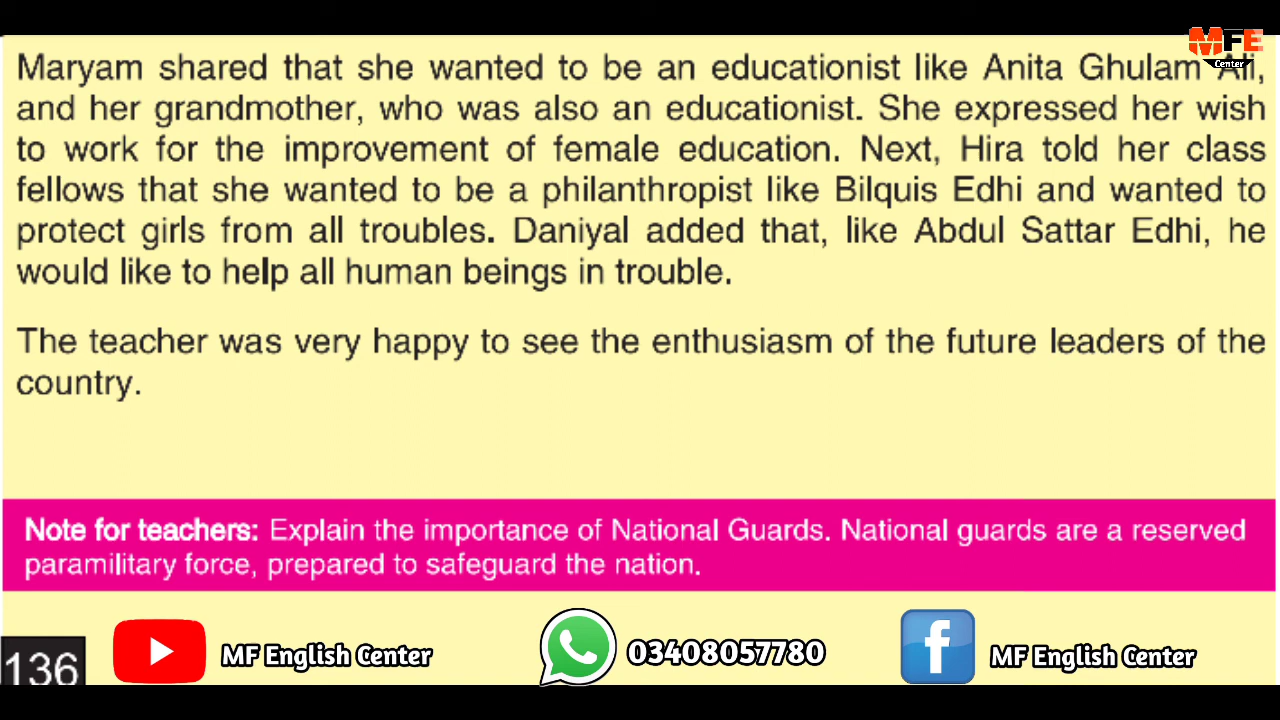 MFE
Center
Maryam shared that she wanted to be an educationist like Anita Ghulam Ali,
and her grandmother, who was also an educationist. She expressed her wish
to work for the improvement of female education. Next, Hira told her class
fellows that she wanted to be a philanthropist like Bilquis Edhi and wanted to
protect girls from all troubles. Daniyal added that, like Abdul Sattar Edhi, he
would like to help all human beings in trouble.
The teacher was very happy to see the enthusiasm of the future leaders of the
country.
Note for teachers: Explain the importance of National Guards. National guards are a reserved
paramilitary force, prepared to safeguard the nation.
136
MF English Center
03408057780
MF English Center